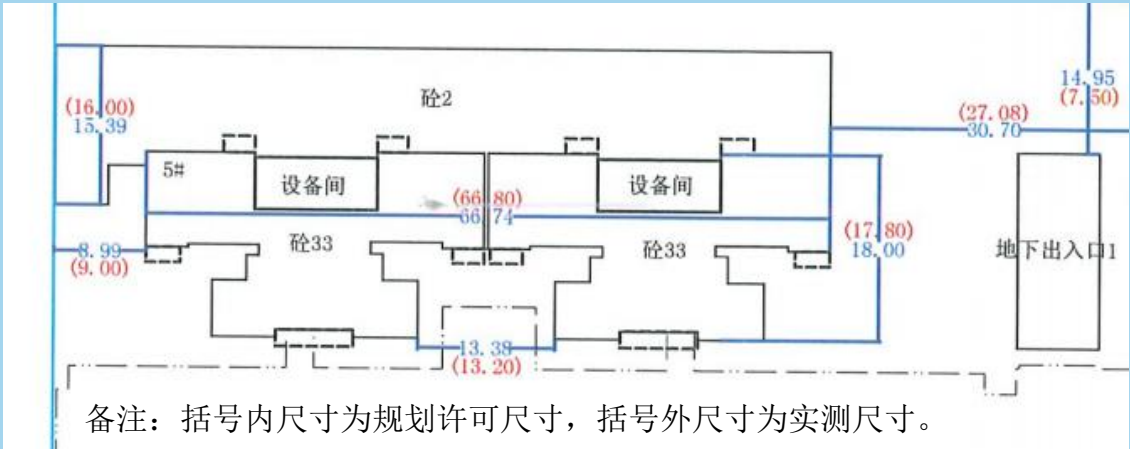 14.95
(7.50)
砼2
(16.00)
15.39
(27.08)
30.70
5#
设备间
设备间
(66.80)
66.74
砼33
砼33
(17.80)
18.00
8.99
(9.00)
地下出入口1
13.38
(13.20)
备注：括号内尺寸为规划许可尺寸，括号外尺寸为实测尺寸。